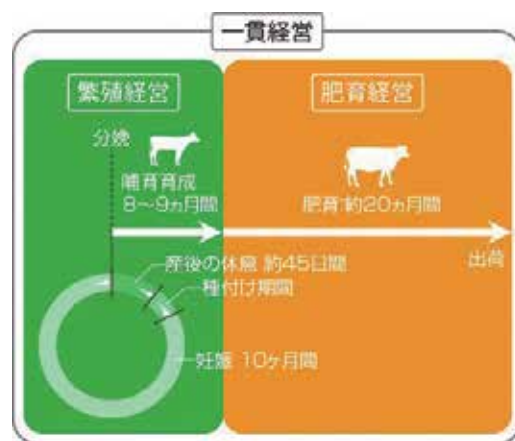 一貫経営
繁殖経営
肥育経営
分娩
哺育育成
8〜9ヵ月間
肥育:約20ヵ月間
出荷
産後の休息 約45日間
種付け期間
妊娠 10ヶ月間